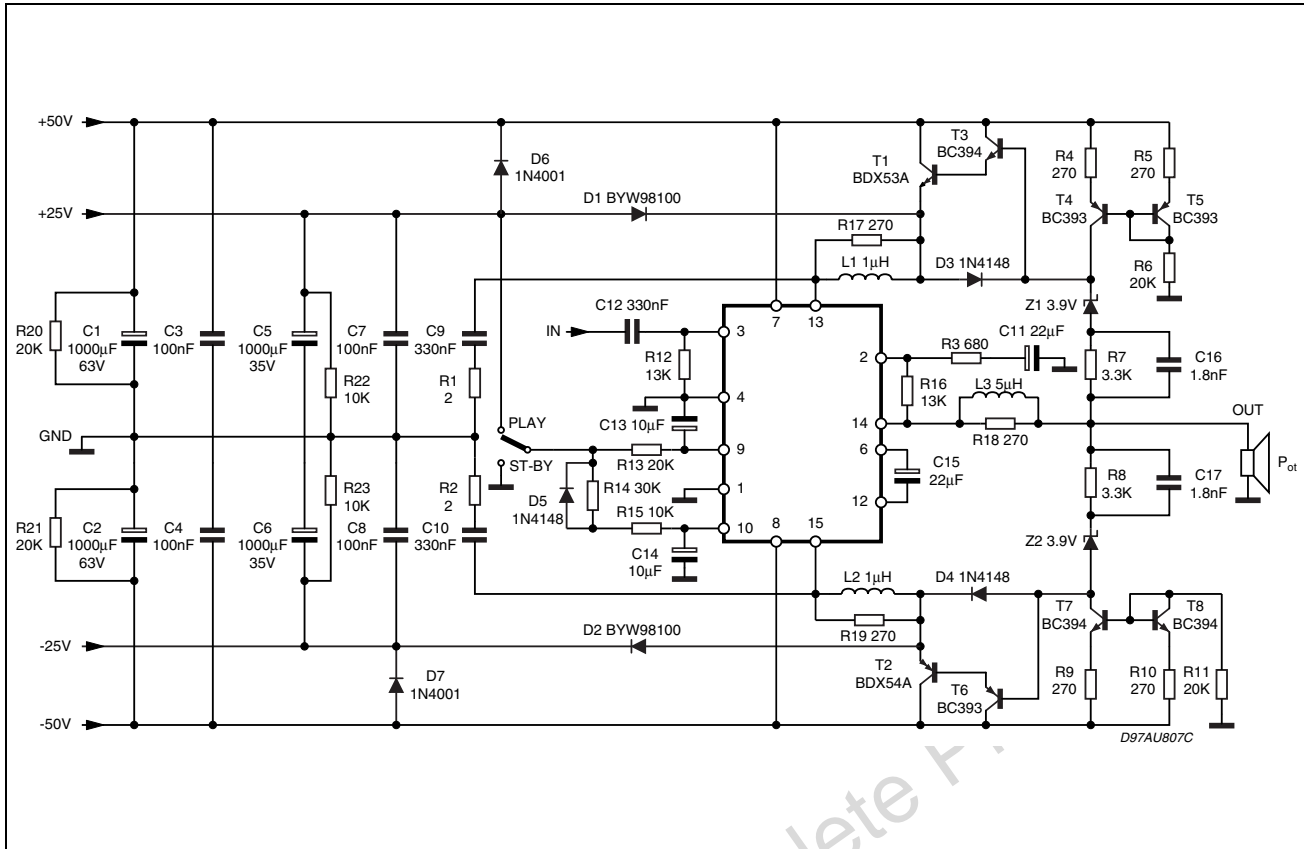 +50V
+25V
GND
-25V
-50V
R20
20K
C1
1000µF
63V
C3
100nF
C5
1000µF
35V
R22
10K
C7
100nF
C9
330nF
R1
2
R21
20K
C2
1000µF
63V
C4
100nF
C6
1000µF
35V
R23
10K
C8
100nF
R2
2
C10
330nF
D6
1N4001
D1 BYW98100
D7
1N4001
D2 BYW98100
PLAY
ST-BY
C12 330nF
IN
R12
13K
C13 10µF
R13 20K
R14 30K
D5
1N4148
R15 10K
C14
10µF
3
4
9
1
10
7
13
8
15
2
14
6
12
T1
BDX53A
T3
BC394
R17 270
L1 1µH
D3 1N4148
R4
270
R5
270
T4
BC393
T5
BC393
R6
20K
Z1 3.9V
C11 22µF
R3 680
R16
13K
L3 5µH
R18 270
R7
3.3K
C16
1.8nF
OUT
Pot
C15
22µF
R8
3.3K
C17
1.8nF
Z2 3.9V
L2 1µH
D4 1N4148
R19 270
T2
BDX54A
T6
BC393
T7
BC394
T8
BC394
R9
270
R10
270
R11
20K
D97AU807C